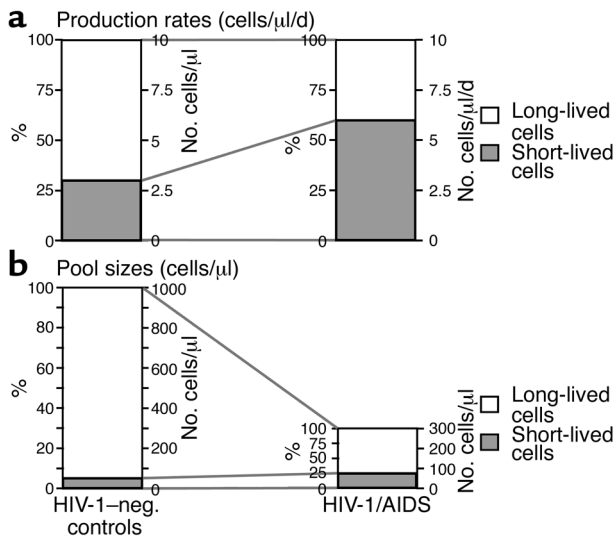 a Production rates (cells/μl/d)
100
75
50
25
0
%
10
7.5
5
2.5
0
No. cells/μl
100
75
50
25
0
%
10
7.5
5
2.5
0
No. cells/μl/d
Long-lived
cells
Short-lived
cells
b Pool sizes (cells/μl)
100
80
60
40
20
0
%
1000
800
600
400
200
0
No. cells/μl
100
75
50
25
0
%
300
200
100
0
No. cells/μl
Long-lived
cells
Short-lived
cells
HIV-1–neg.
controls
HIV-1/AIDS